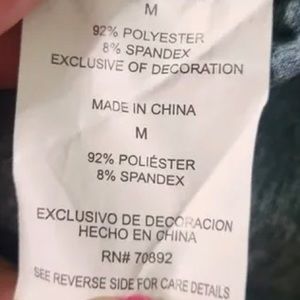 M
92% POLYESTER
8% SPANDEX
EXCLUSIVE OF DECORATION
MADE IN CHINA
M
92% POLIÉSTER
8% SPANDEX
EXCLUSIVO DE DECORACION
HECHO EN CHINA
RN# 70892
SEE REVERSE SIDE FOR CARE DETAILS